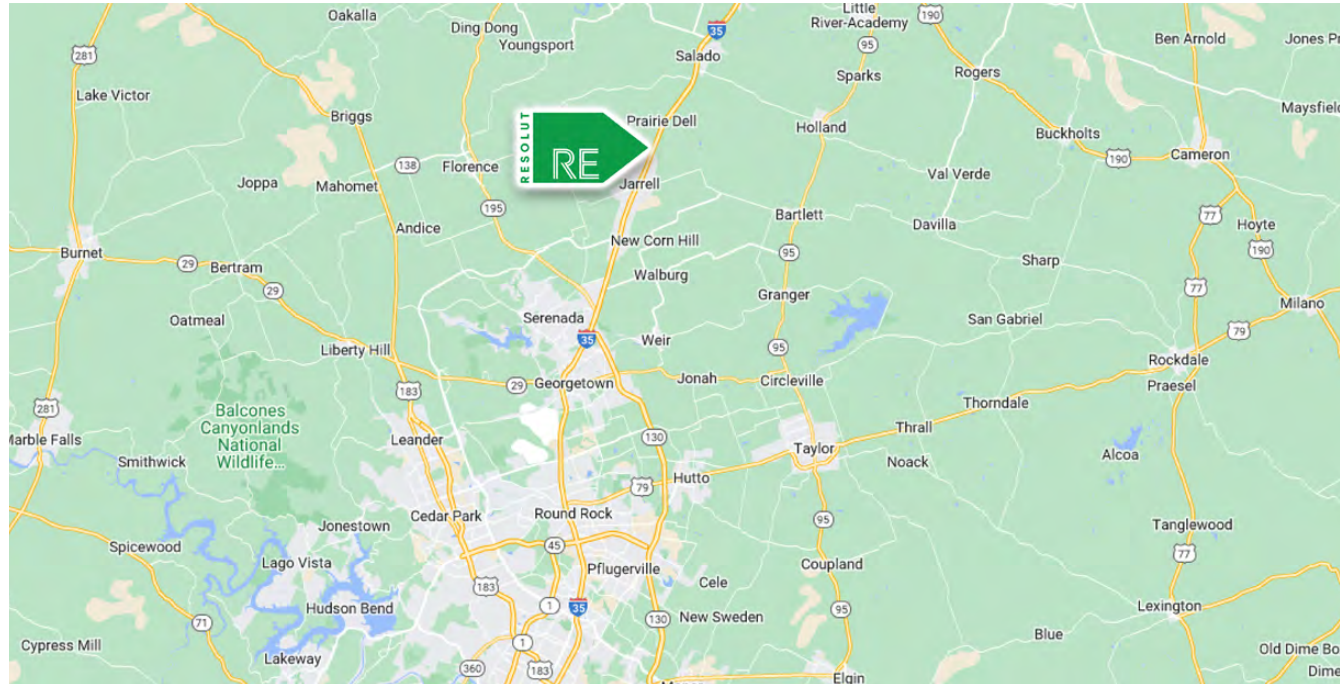 Oakalla
Ding Dong
Youngsport
35
Salado
Little
River-Academy
190
95
Ben Arnold
281
Lake Victor
Briggs
Prairie Dell
Sparks
Rogers
Holland
Buckholts
190
Cameron
RESOLUT
RE
138
Florence
Joppa
Mahomet
Jarrell
Val Verde
77
195
Andice
Bartlett
Davilla
Hoyte
New Corn Hill
95
190
Burnet
29
Bertram
Walburg
Sharp
29
Granger
77
Milano
Oatmeal
Serenada
35
Weir
San Gabriel
79
Liberty Hill
95
Rockdale
29
Georgetown
Jonah
Circleville
Praesel
183
281
Balcones
Canyonlands
National
Wildlife...
Thorndale
Marble Falls
Leander
130
Thrall
Smithwick
Taylor
Noack
Alcoa
Hutto
79
Cedar Park
Round Rock
Jonestown
95
Tanglewood
Spicewood
45
77
Lago Vista
Pflugerville
Coupland
183
Cele
Hudson Bend
1
35
130
New Sweden
95
Lexington
71
Blue
Cypress Mill
1
Lakeway
360
183
Elgin